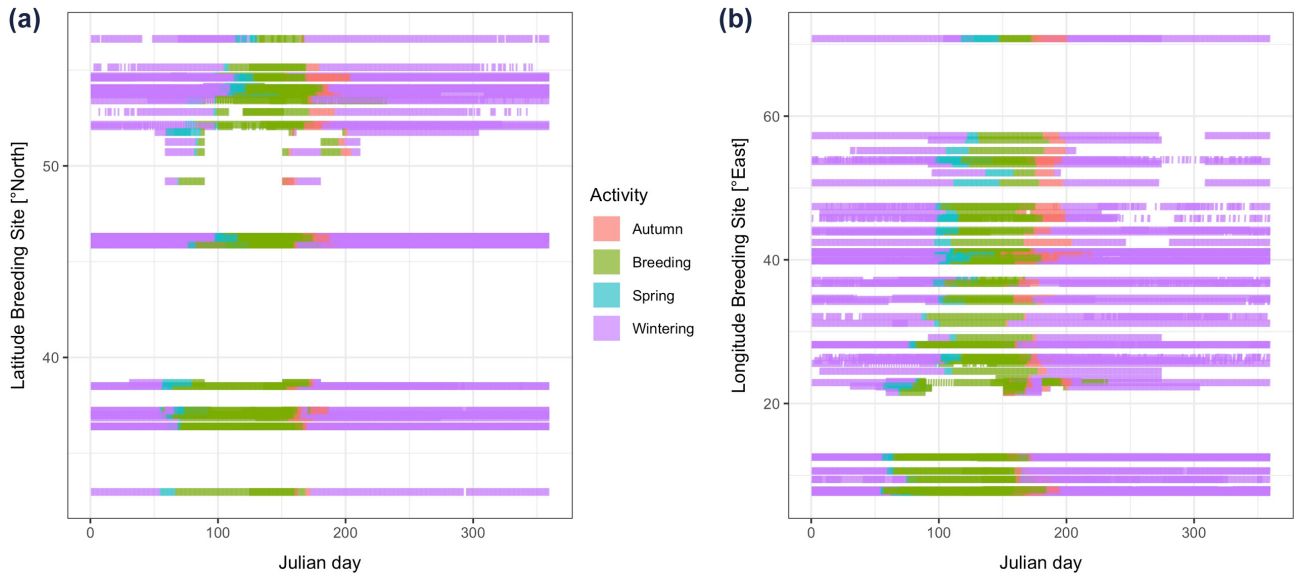 (a)
Latitude Breeding Site [°North]
50
40
0
100
200
300
Julian day
Activity
Autumn
Breeding
Spring
Wintering
(b)
Longitude Breeding Site [°East]
60
40
20
0
100
200
300
Julian day